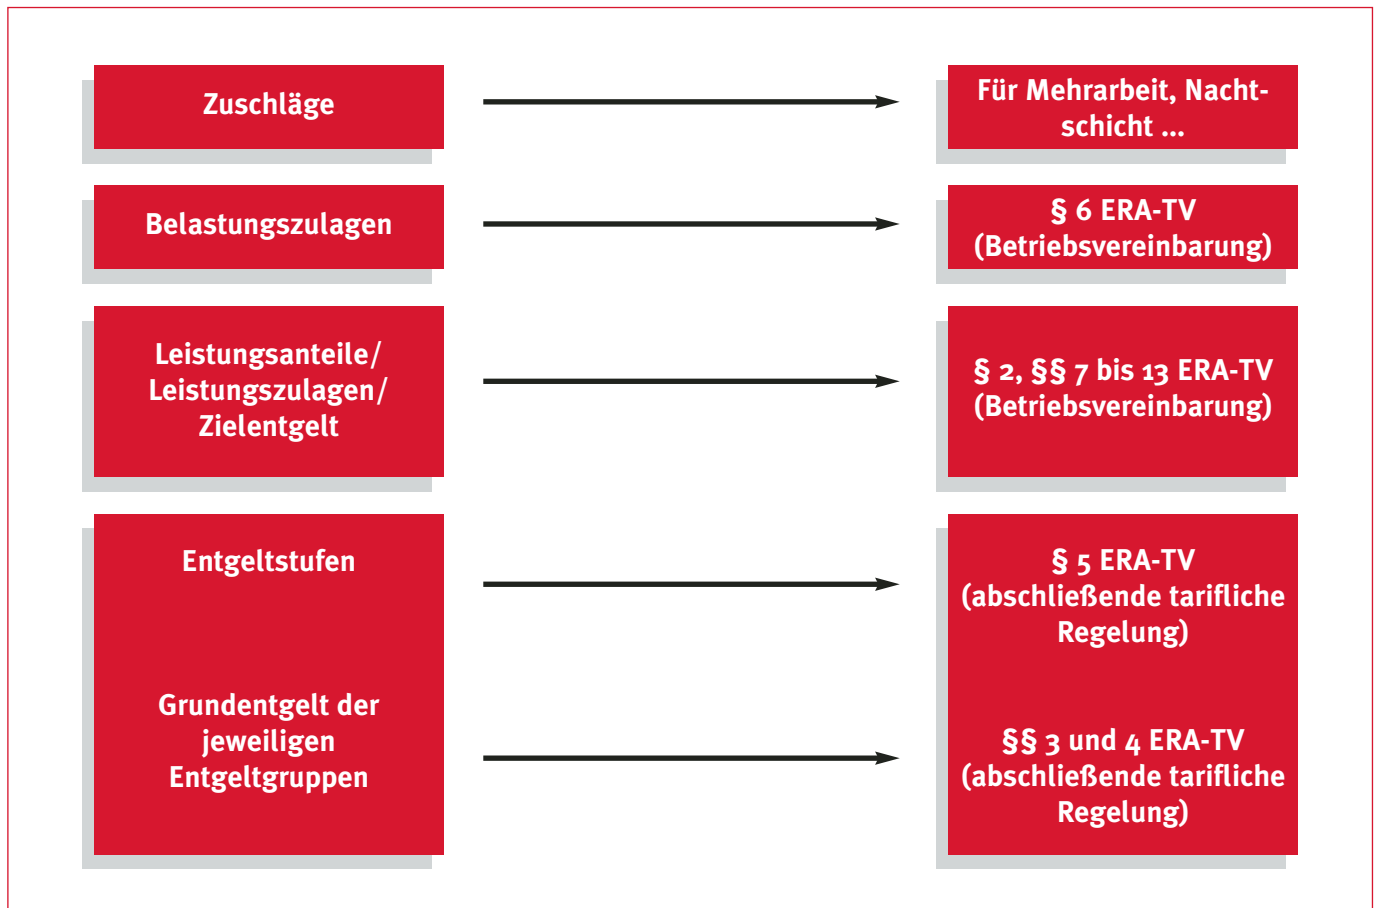 Zuschläge
Für Mehrarbeit, Nacht-
schicht ...
Belastungszulagen
§ 6 ERA-TV
(Betriebsvereinbarung)
Leistungsanteile/
Leistungszulagen/
Zielentgelt
§ 2, §§ 7 bis 13 ERA-TV
(Betriebsvereinbarung)
Entgeltstufen
§ 5 ERA-TV
(abschließende tarifliche
Regelung)
Grundentgelt der
jeweiligen
Entgeltgruppen
§§ 3 und 4 ERA-TV
(abschließende tarifliche
Regelung)